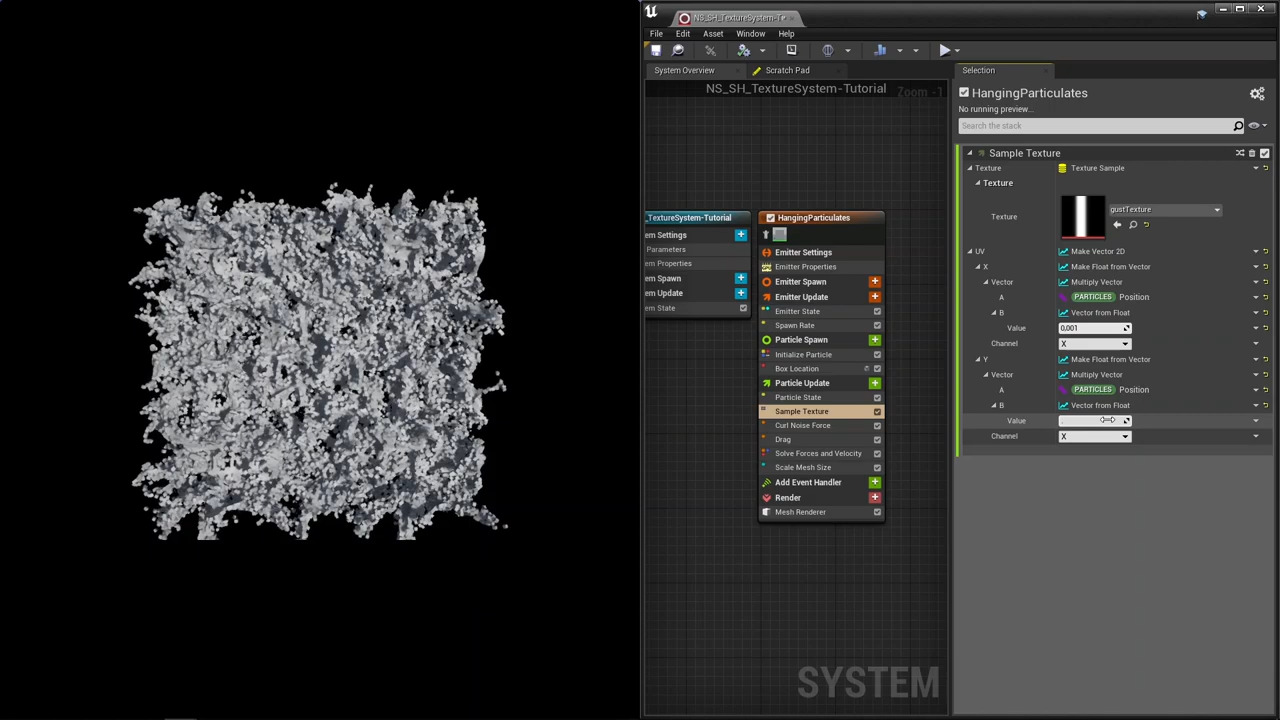 NS_SH_TextureSystem-Te
File Edit Asset Window Help
System Overview
Scratch Pad
NS_SH_TextureSystem-Tutorial
Zoom -1
_TextureSystem-Tutorial
em Settings
Parameters
em Properties
em Spawn
em Update
em State
HangingParticulates
Emitter Settings
Emitter Properties
Emitter Spawn
Emitter Update
Emitter State
Spawn Rate
Particle Spawn
Initialize Particle
Box Location
Particle Update
Particle State
Sample Texture
Curl Noise Force
Drag
Solve Forces and Velocity
Scale Mesh Size
Add Event Handler
Render
Mesh Renderer
SYSTEM
Selection
HangingParticulates
No running preview...
Search the stack
Sample Texture
Texture Texture Sample
Texture
Texture gustTexture
UV Make Vector 2D
X Make Float from Vector
Vector Multiply Vector
A PARTICLES Position
B Vector from Float
Value 0,001
Channel X
Y Make Float from Vector
Vector Multiply Vector
A PARTICLES Position
B Vector from Float
Value
Channel X